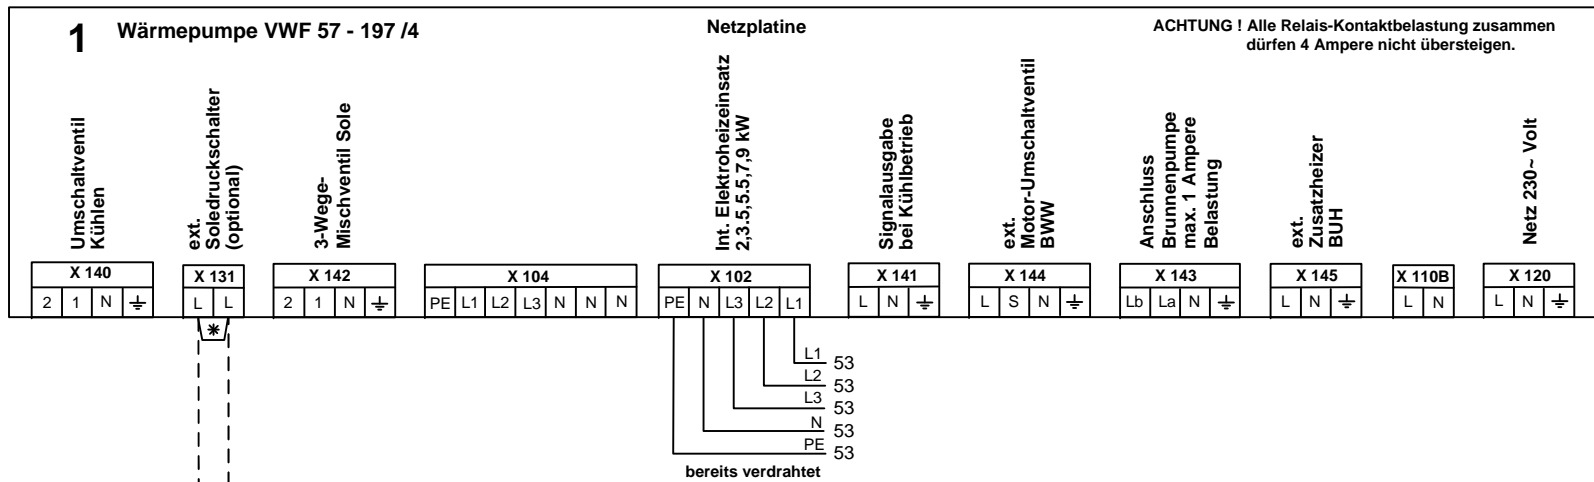 1 Wärmepumpe VWF 57 - 197 /4
Netzplatine
ACHTUNG ! Alle Relais-Kontaktbelastung zusammen
dürfen 4 Ampere nicht übersteigen.
Umschaltventil
Kühlen
ext.
Soledruckschalter
(optional)
3-Wege-
Mischventil Sole
Int. Elektroheizeinsatz
2,3.5,5.5,7,9 kW
Signalausgabe
bei Kühlbetrieb
ext.
Motor-Umschaltventil
BWW
Anschluss
Brunnenpumpe
max. 1 Ampere
Belastung
ext.
Zusatzheizer
BUH
Netz 230~ Volt
X 140
2 1 N
X 131
L L
*
X 142
2 1 N
X 104
PE L1 L2 L3 N N N
X 102
PE N L3 L2 L1
X 141
L N
X 144
L S N
X 143
Lb La N
X 145
L N
X 110B
L N
X 120
L N
L1 53
L2 53
L3 53
N 53
PE 53
bereits verdrahtet